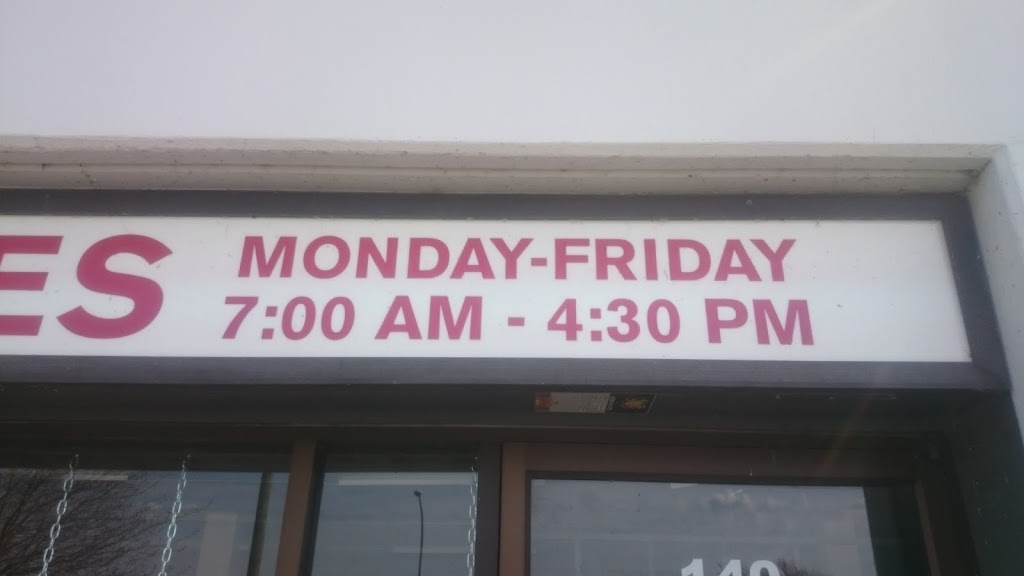 ES
MONDAY-FRIDAY
7:00 AM - 4:30 PM